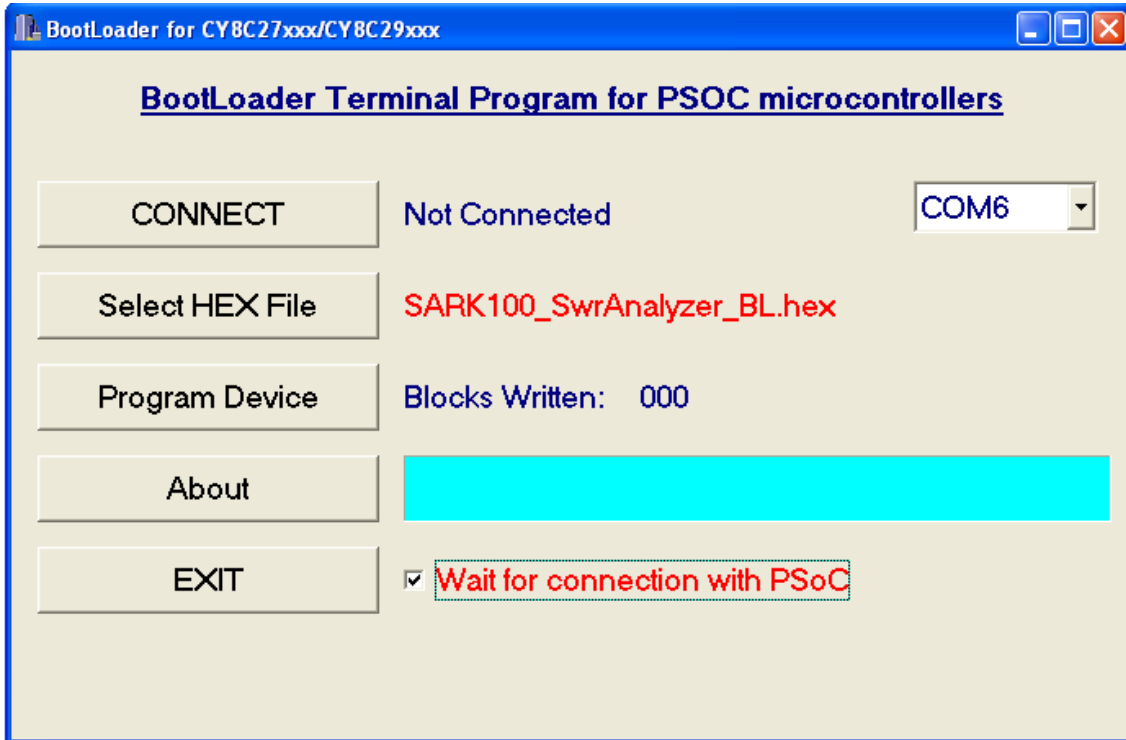 BootLoader for CY8C27xxx/CY8C29xxx
BootLoader Terminal Program for PSOC microcontrollers
CONNECT Not Connected COM6
Select HEX File SARK100_SwrAnalyzer_BL.hex
Program Device Blocks Written: 000
About
EXIT Wait for connection with PSoC